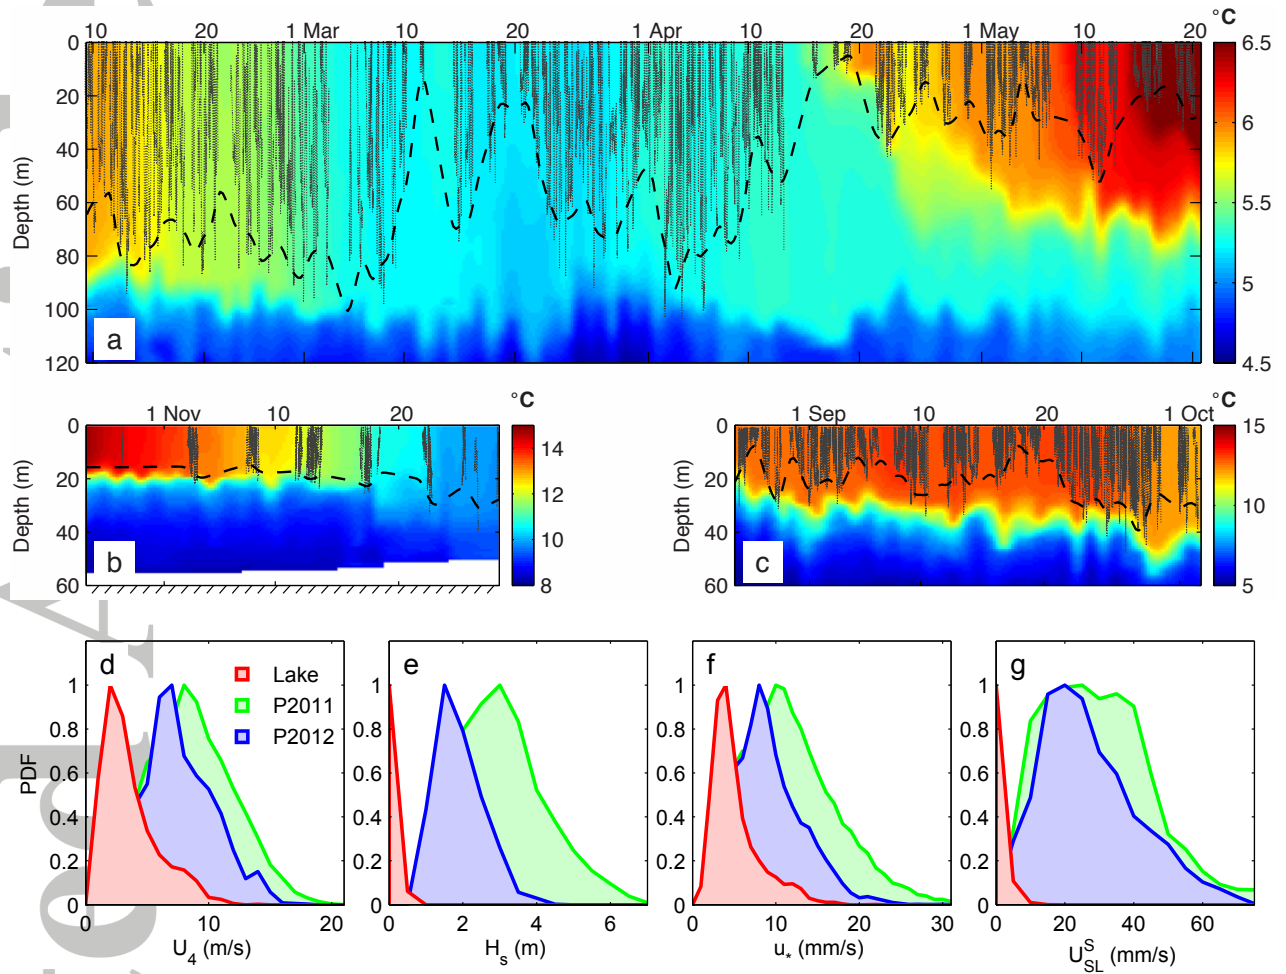 °C
10 20 1 Mar 10 20 1 Apr 10 20 1 May 10 20
0 20 40 60 80 100 120
Depth (m)
a
6.5 6 5.5 5 4.5
°C
1 Nov 10 20
0 20 40 60
Depth (m)
b
14 12 10 8
°C
1 Sep 10 20 1 Oct
0 20 40 60
Depth (m)
c
15 10 5
d
Lake
P2011
P2012
PDF
1 0.8 0.6 0.4 0.2 0
0 10 20
U4 (m/s)
e
1 0.8 0.6 0.4 0.2 0
0 2 4 6
Hs (m)
f
1 0.8 0.6 0.4 0.2 0
0 10 20 30
u* (mm/s)
g
1 0.8 0.6 0.4 0.2 0
0 20 40 60
U^S_SL (mm/s)